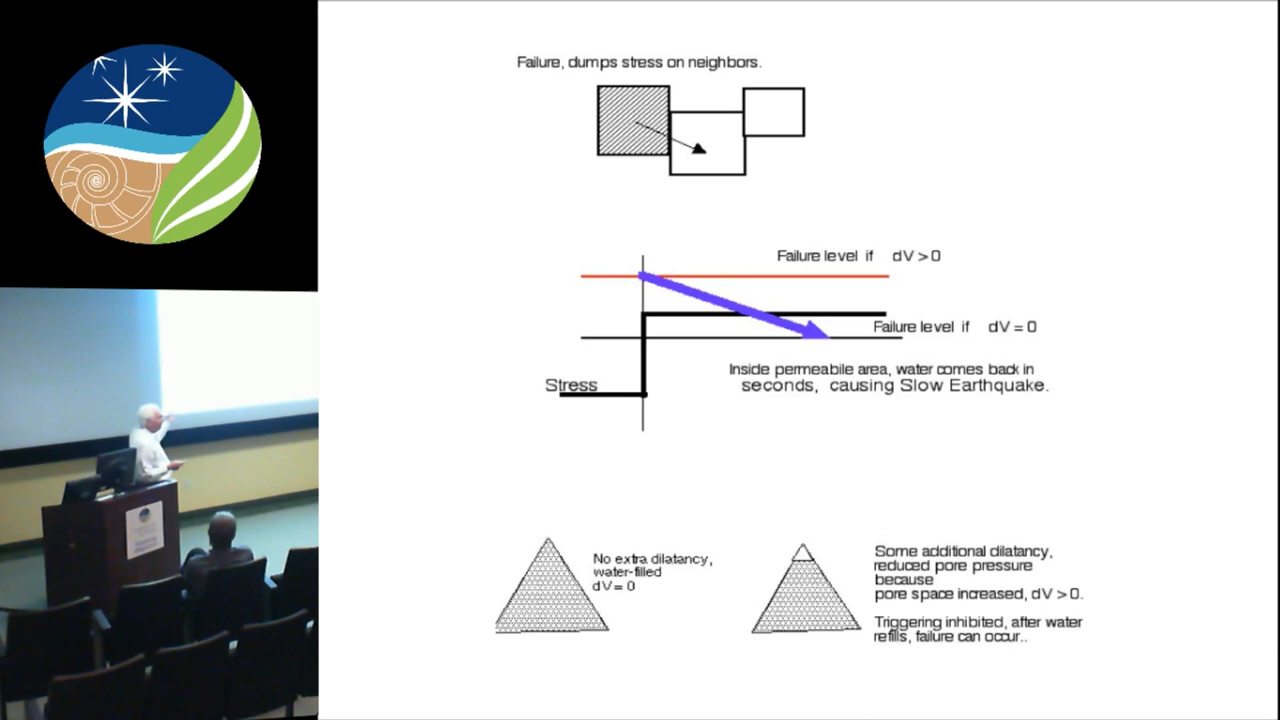 Failure, dumps stress on neighbors.
Failure level if dV > 0
Failure level if dV = 0
Inside permeabile area, water comes back in
seconds, causing Slow Earthquake.
Stress
No extra dilatancy,
water-filled
dV = 0
Some additional dilatancy,
reduced pore pressure
because
pore space increased, dV > 0.
Triggering inhibited, after water
refills, failure can occur..